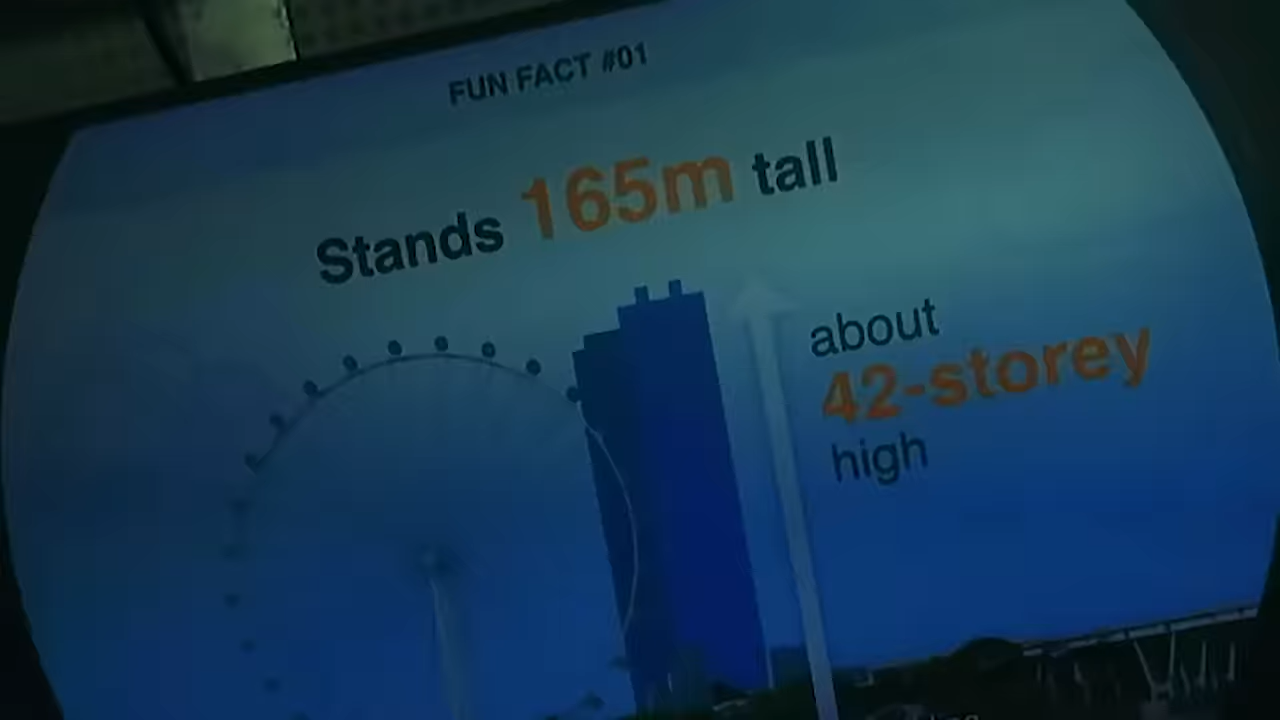 FUN FACT #01
Stands 165m tall
about
42-storey
high